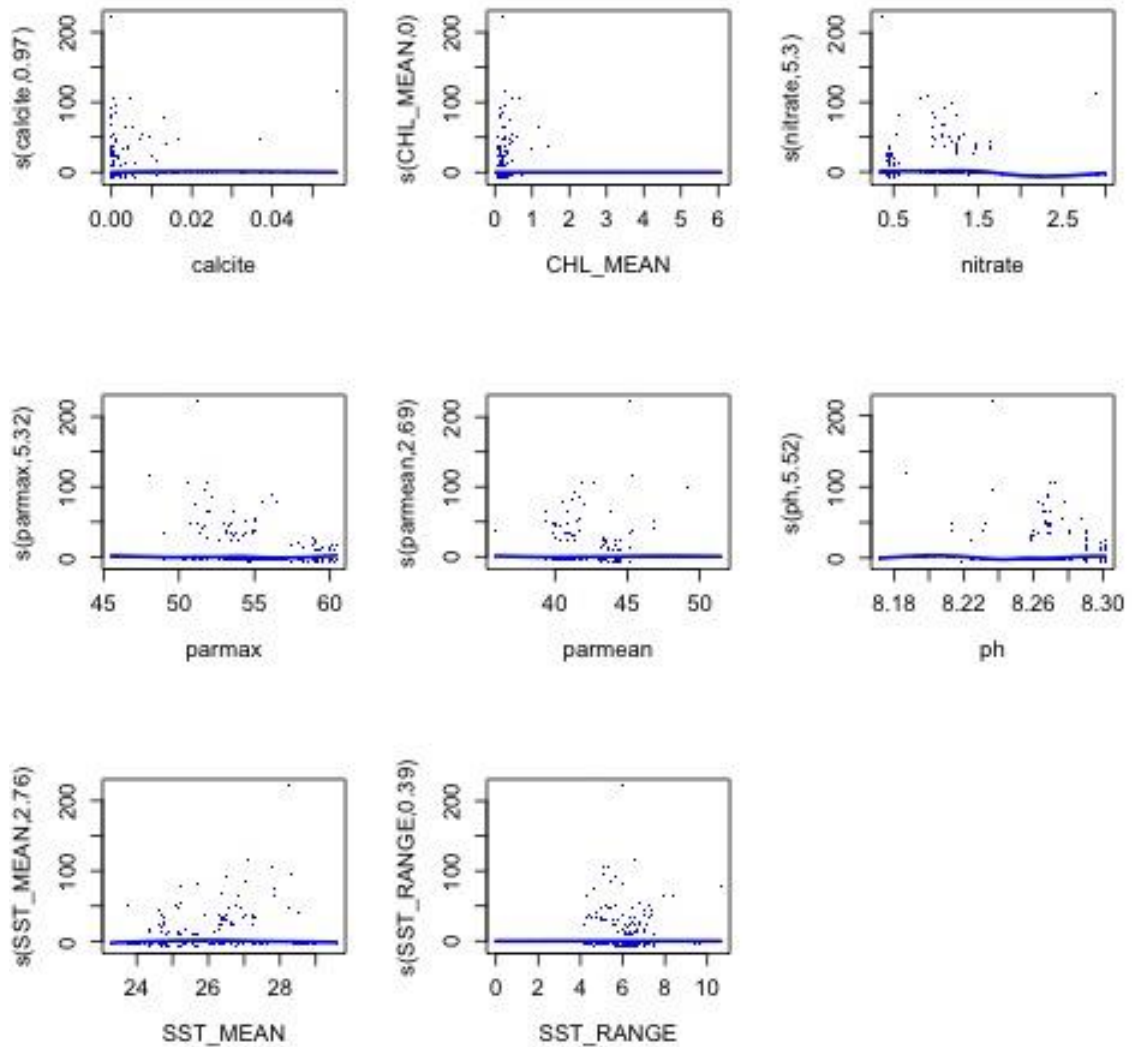 s(calcite,0.97)
0 100 200
0.00 0.02 0.04
calcite
s(CHL_MEAN,0)
0 100 200
0 1 2 3 4 5 6
CHL_MEAN
s(nitrate,5.3)
0 100 200
0.5 1.5 2.5
nitrate
s(parmax,5.32)
0 100 200
45 50 55 60
parmax
s(parmean,2.69)
0 100 200
40 45 50
parmean
s(ph,5.52)
0 100 200
8.18 8.22 8.26 8.30
ph
s(SST_MEAN,2.76)
0 100 200
24 26 28
SST_MEAN
s(SST_RANGE,0.39)
0 100 200
0 2 4 6 8 10
SST_RANGE